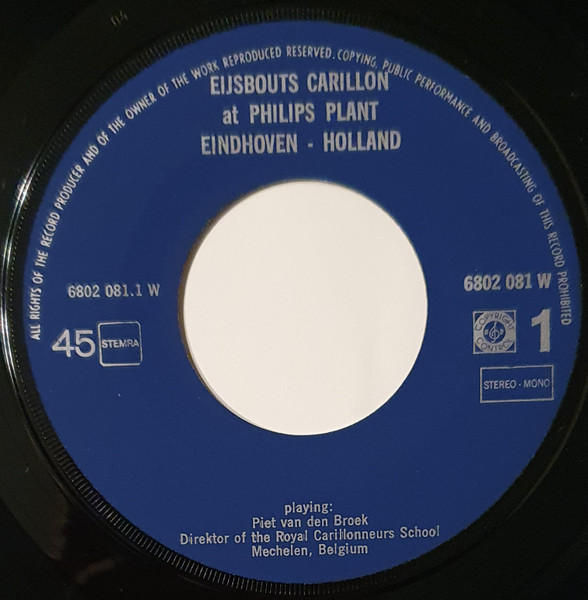 ALL RIGHTS OF THE RECORD PRODUCER AND OF THE OWNER OF THE WORK REPRODUCED RESERVED. COPYING, PUBLIC PERFORMANCE AND BROADCASTING OF THIS RECORD PROHIBITED
EIJSBOUTS CARILLON
at PHILIPS PLANT
EINDHOVEN - HOLLAND
6802 081.1 W
6802 081 W
45 STEMRA
COPYRIGHT CONTROL
1
STEREO - MONO
playing:
Piet van den Broek
Direktor of the Royal Carillonneurs School
Mechelen, Belgium